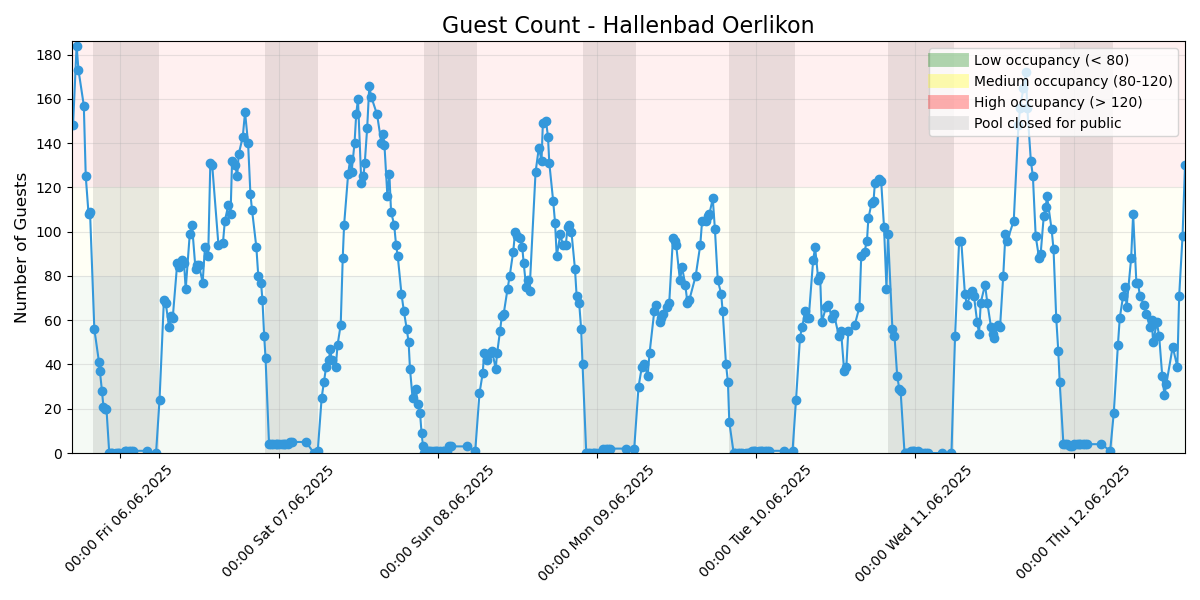 Guest Count - Hallenbad Oerlikon
Number of Guests
180
160
140
120
100
80
60
40
20
0
Low occupancy (< 80)
Medium occupancy (80-120)
High occupancy (> 120)
Pool closed for public
00:00 Fri 06.06.2025
00:00 Sat 07.06.2025
00:00 Sun 08.06.2025
00:00 Mon 09.06.2025
00:00 Tue 10.06.2025
00:00 Wed 11.06.2025
00:00 Thu 12.06.2025